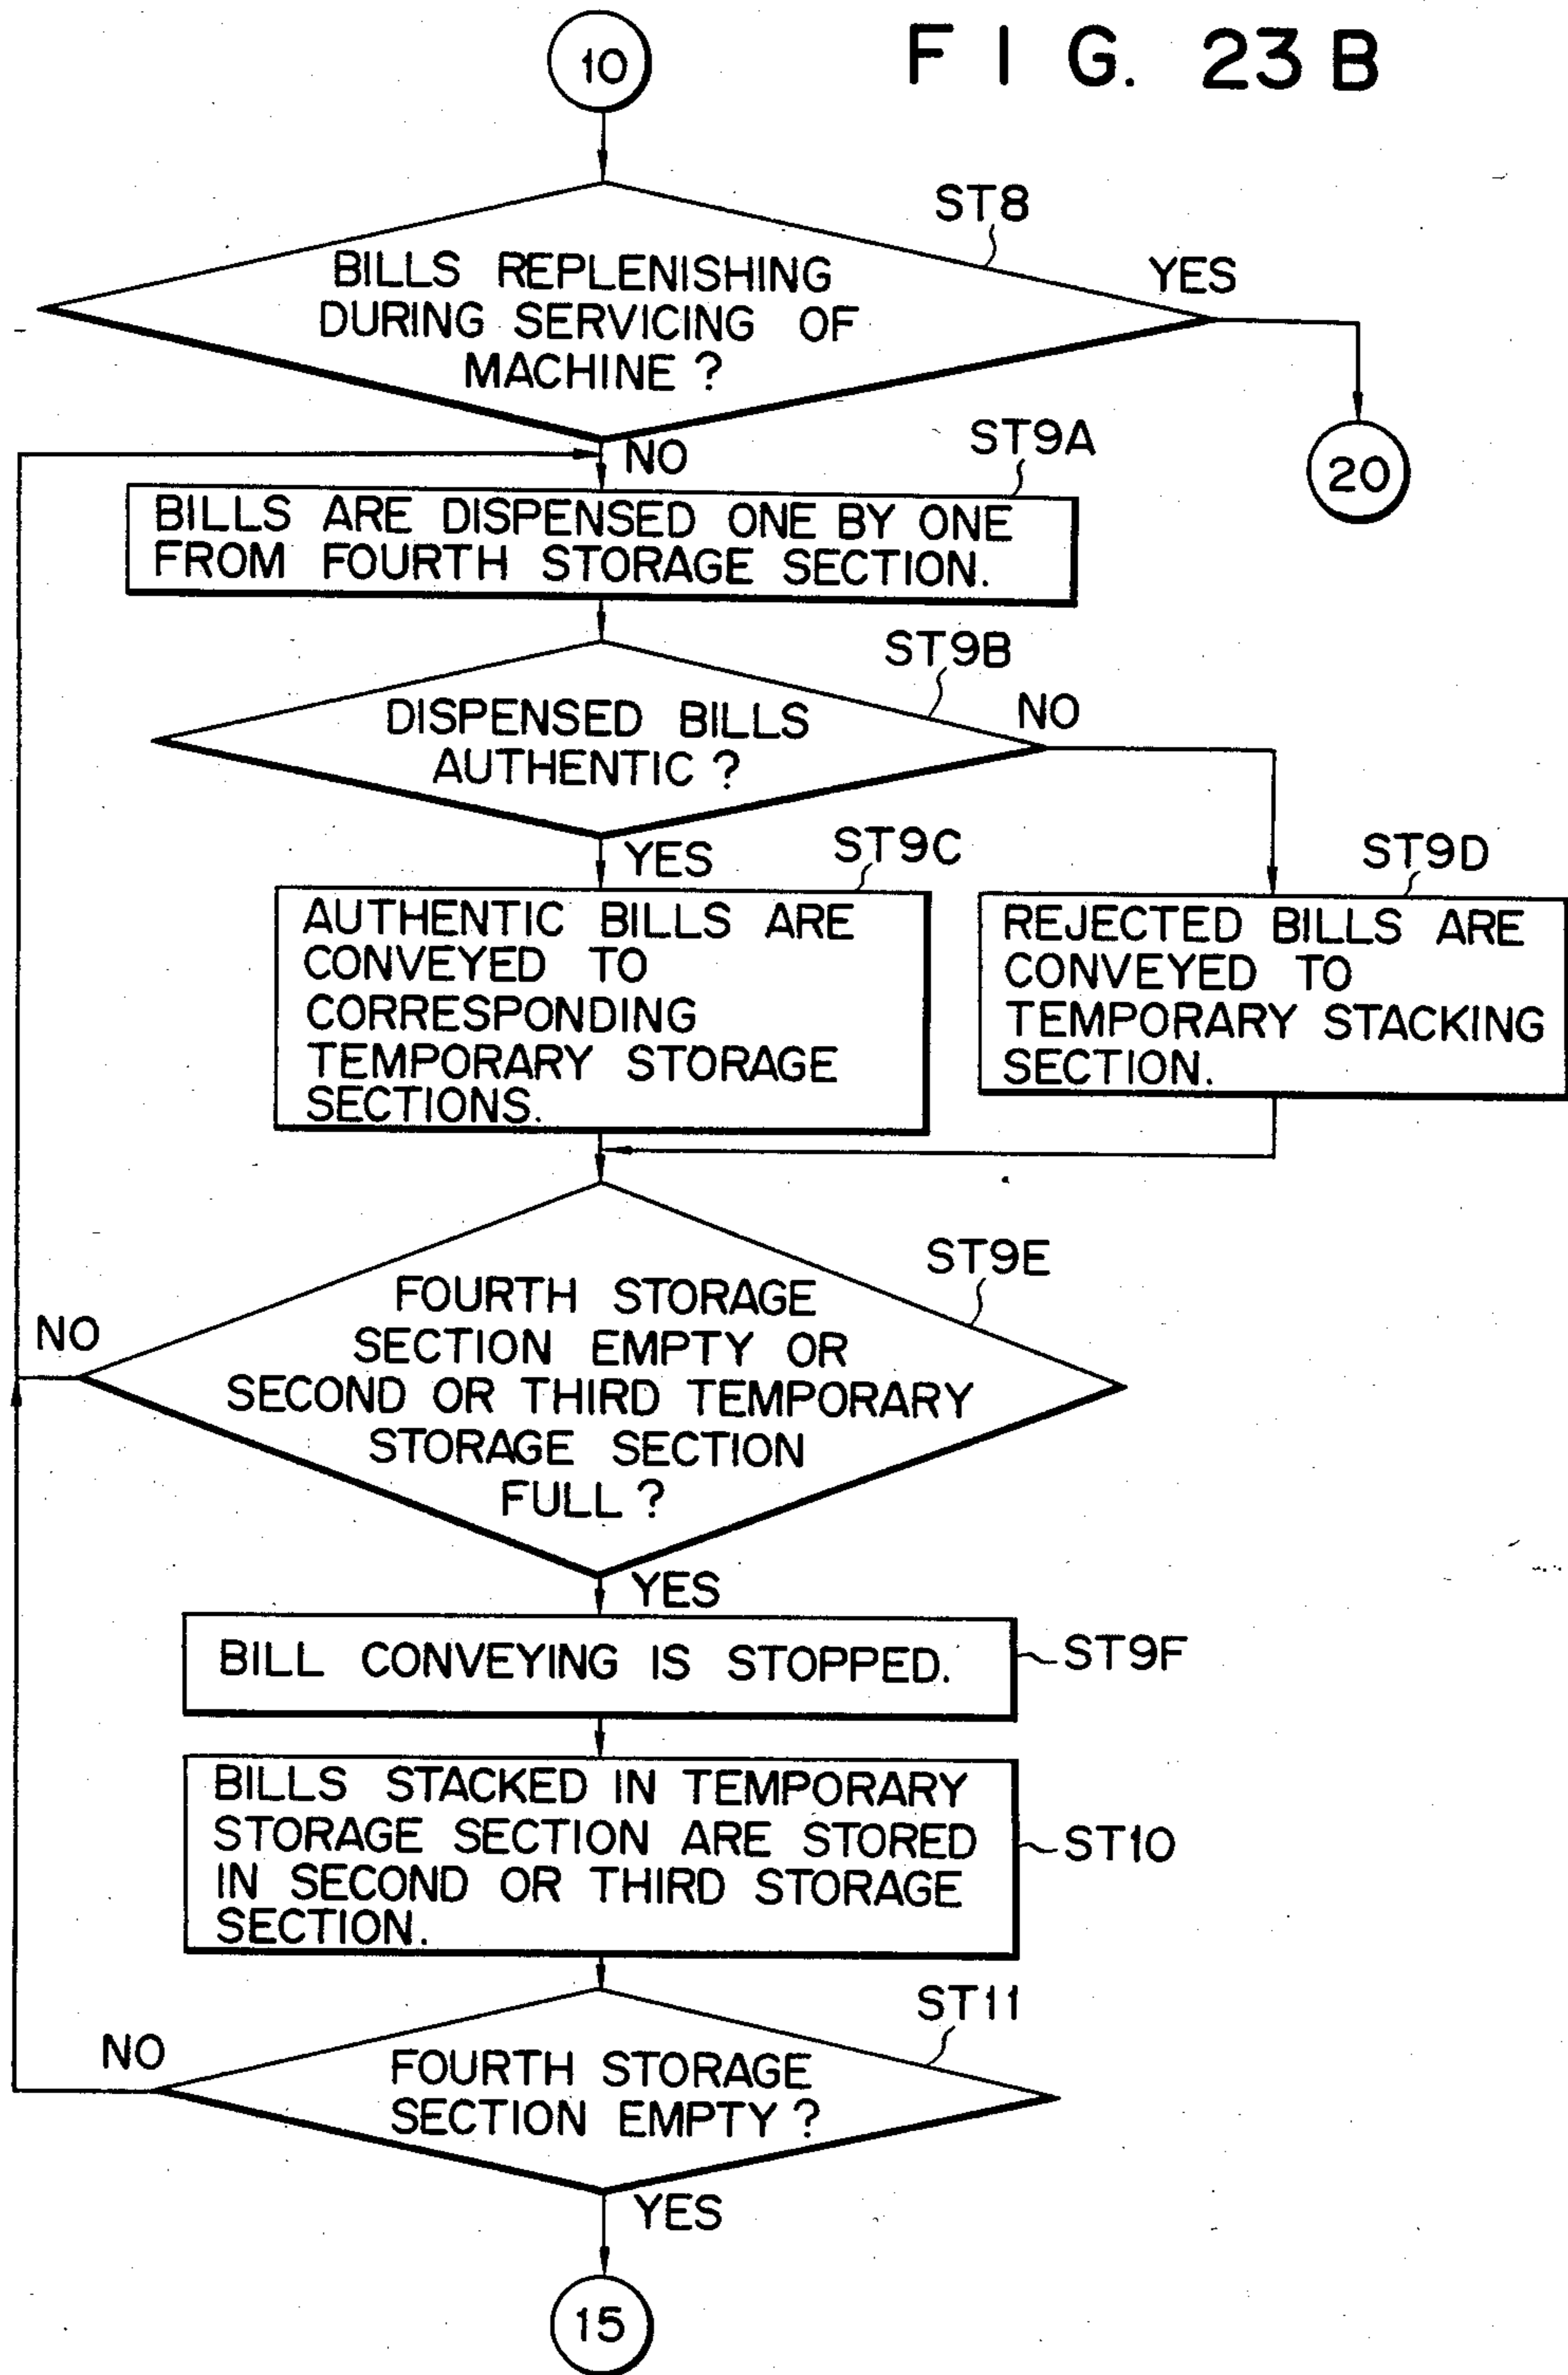 FIG. 23B
10
ST8
BILLS REPLENISHING
DURING SERVICING OF
MACHINE?
YES
20
NO
ST9A
BILLS ARE DISPENSED ONE BY ONE
FROM FOURTH STORAGE SECTION.
ST9B
DISPENSED BILLS
AUTHENTIC?
NO
YES
ST9C
AUTHENTIC BILLS ARE
CONVEYED TO
CORRESPONDING
TEMPORARY STORAGE
SECTIONS.
ST9D
REJECTED BILLS ARE
CONVEYED TO
TEMPORARY STACKING
SECTION.
ST9E
FOURTH STORAGE
SECTION EMPTY OR
SECOND OR THIRD TEMPORARY
STORAGE SECTION
FULL?
NO
YES
BILL CONVEYING IS STOPPED.
ST9F
BILLS STACKED IN TEMPORARY
STORAGE SECTION ARE STORED
IN SECOND OR THIRD STORAGE
SECTION.
ST10
ST11
FOURTH STORAGE
SECTION EMPTY?
NO
YES
15